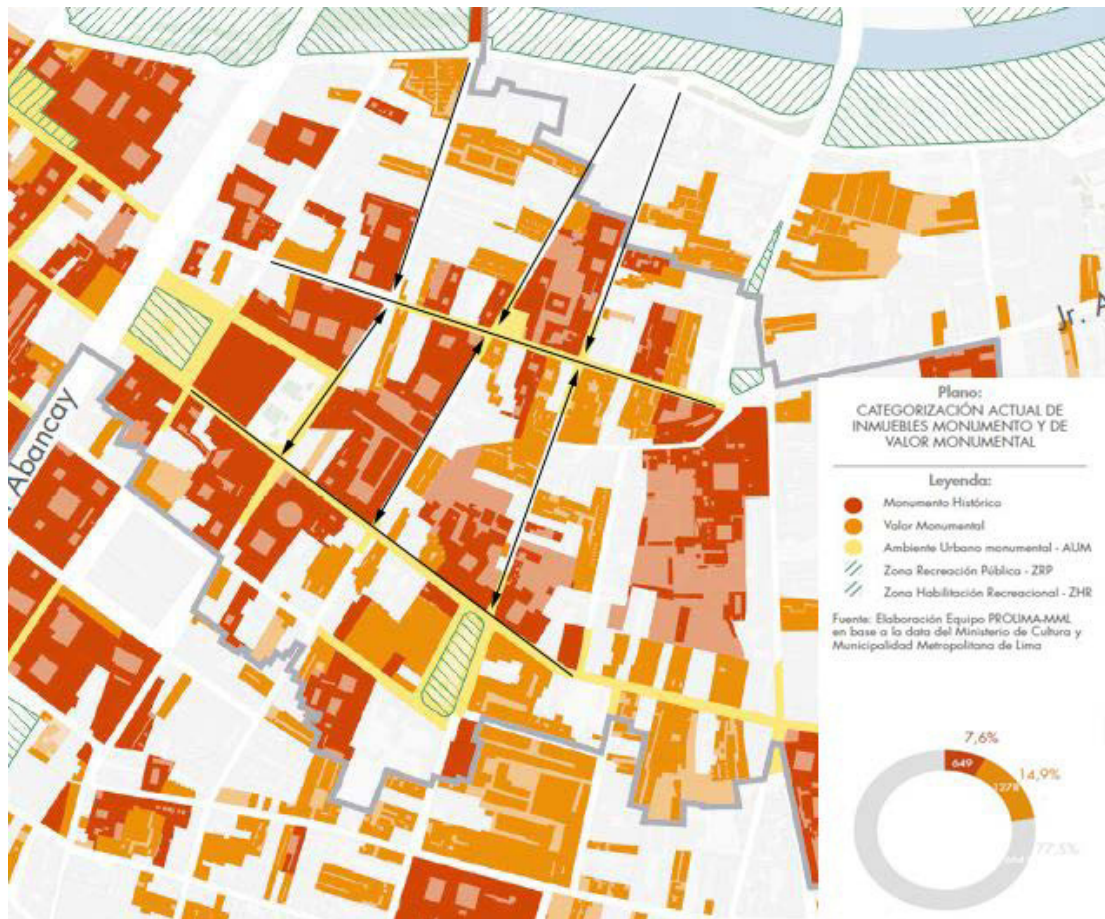 Abancay
Jr. A
Plano:
CATEGORIZACIÓN ACTUAL DE
INMUEBLES MONUMENTO Y DE
VALOR MONUMENTAL
Leyenda:
Monumento Histórico
Valor Monumental
Ambiente Urbano monumental - AUM
Zona Recreación Pública - ZRP
Zona Habilitación Recreacional - ZHR
Fuente: Elaboración Equipo PROLIMA-MML
en base a la data del Ministerio de Cultura y
Municipalidad Metropolitana de Lima
7,6%
649
14,9%
1278
77,5%